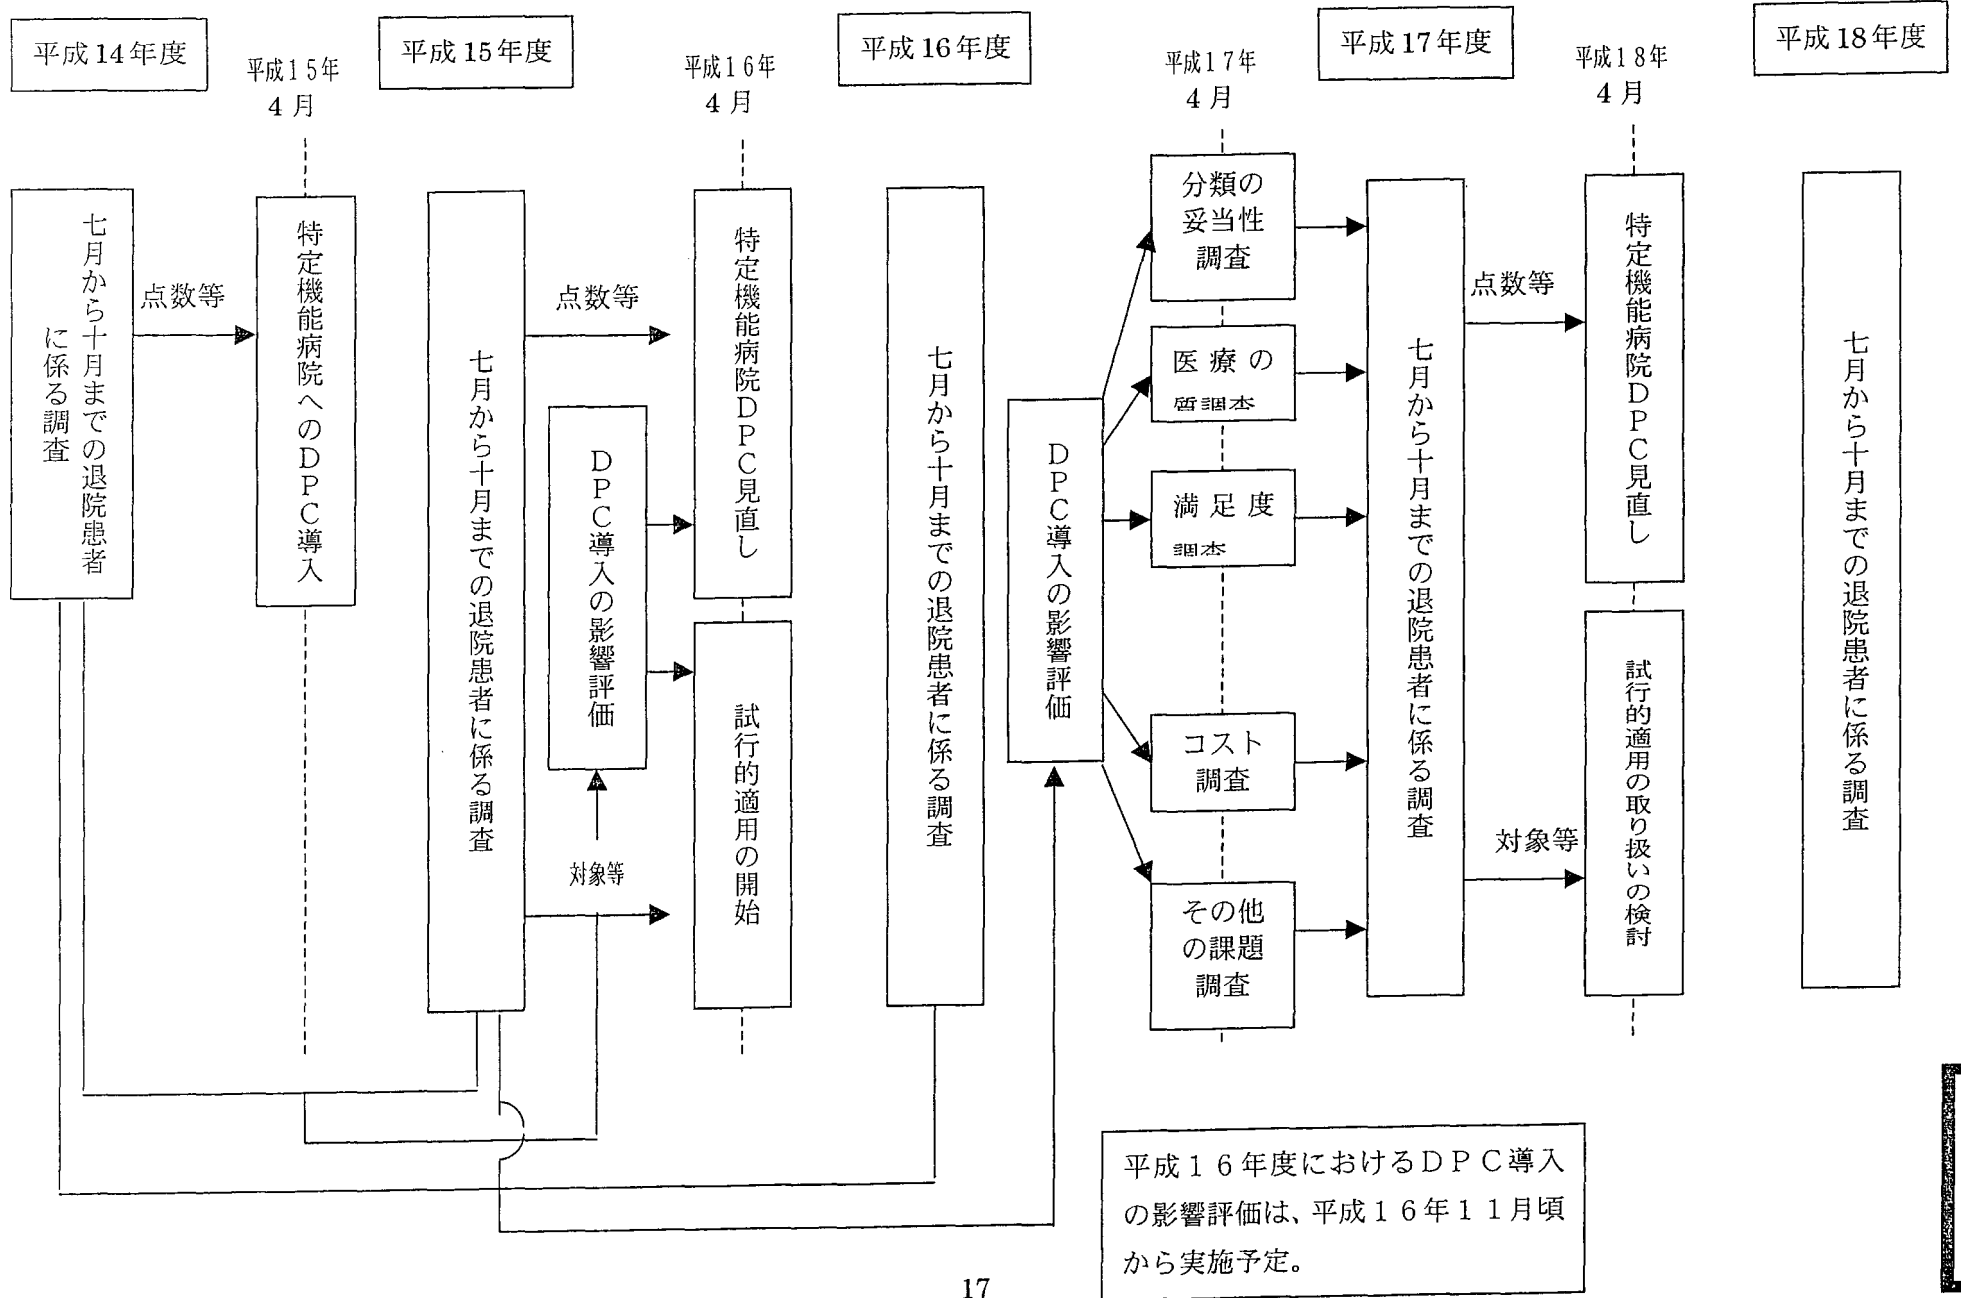 平成14年度
平成１５年
４月
平成15年度
平成１６年
４月
平成16年度
平成１７年
４月
平成17年度
平成１８年
４月
平成18年度
七月から十月までの退院患者
に係る調査
点数等
特定機能病院へのＤＰＣ導入
七月から十月までの退院患者に係る調査
点数等
ＤＰＣ導入の影響評価
対象等
特定機能病院ＤＰＣ見直し
試行的適用の開始
七月から十月までの退院患者に係る調査
ＤＰＣ導入の影響評価
分類の
妥当性
調査
医療の
質調査
満足度
調査
コスト
調査
その他
の課題
調査
七月から十月までの退院患者に係る調査
点数等
対象等
特定機能病院ＤＰＣ見直し
試行的適用の取り扱いの検討
七月から十月までの退院患者に係る調査
平成１６年度におけるＤＰＣ導入
の影響評価は、平成１６年１１月頃
から実施予定。
17